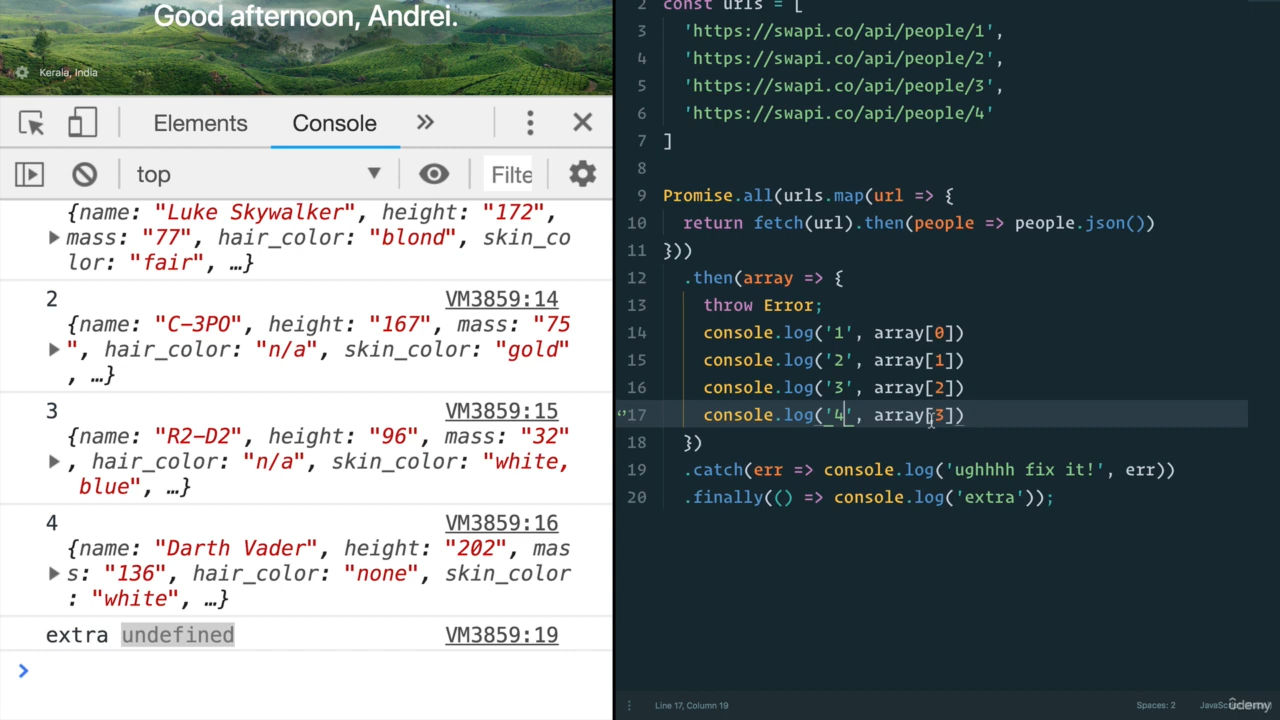 Good afternoon, Andrei.
Kerala, India
Elements
Console
top
Filte
{name: "Luke Skywalker", height: "172",
mass: "77", hair_color: "blond", skin_co
lor: "fair", …}
2 VM3859:14
{name: "C-3PO", height: "167", mass: "75
", hair_color: "n/a", skin_color: "gold"
, …}
3 VM3859:15
{name: "R2-D2", height: "96", mass: "32"
, hair_color: "n/a", skin_color: "white,
blue", …}
4 VM3859:16
{name: "Darth Vader", height: "202", mas
s: "136", hair_color: "none", skin_color
: "white", …}
extra undefined VM3859:19
2 const urls = [
3 'https://swapi.co/api/people/1',
4 'https://swapi.co/api/people/2',
5 'https://swapi.co/api/people/3',
6 'https://swapi.co/api/people/4'
7 ]
8
9 Promise.all(urls.map(url => {
10 return fetch(url).then(people => people.json())
11 }))
12 .then(array => {
13 throw Error;
14 console.log('1', array[0])
15 console.log('2', array[1])
16 console.log('3', array[2])
17 console.log('4', array[3])
18 })
19 .catch(err => console.log('ughhhh fix it!', err))
20 .finally(() => console.log('extra'));
Line 17, Column 19
Spaces: 2
JavaScript
ûdemy